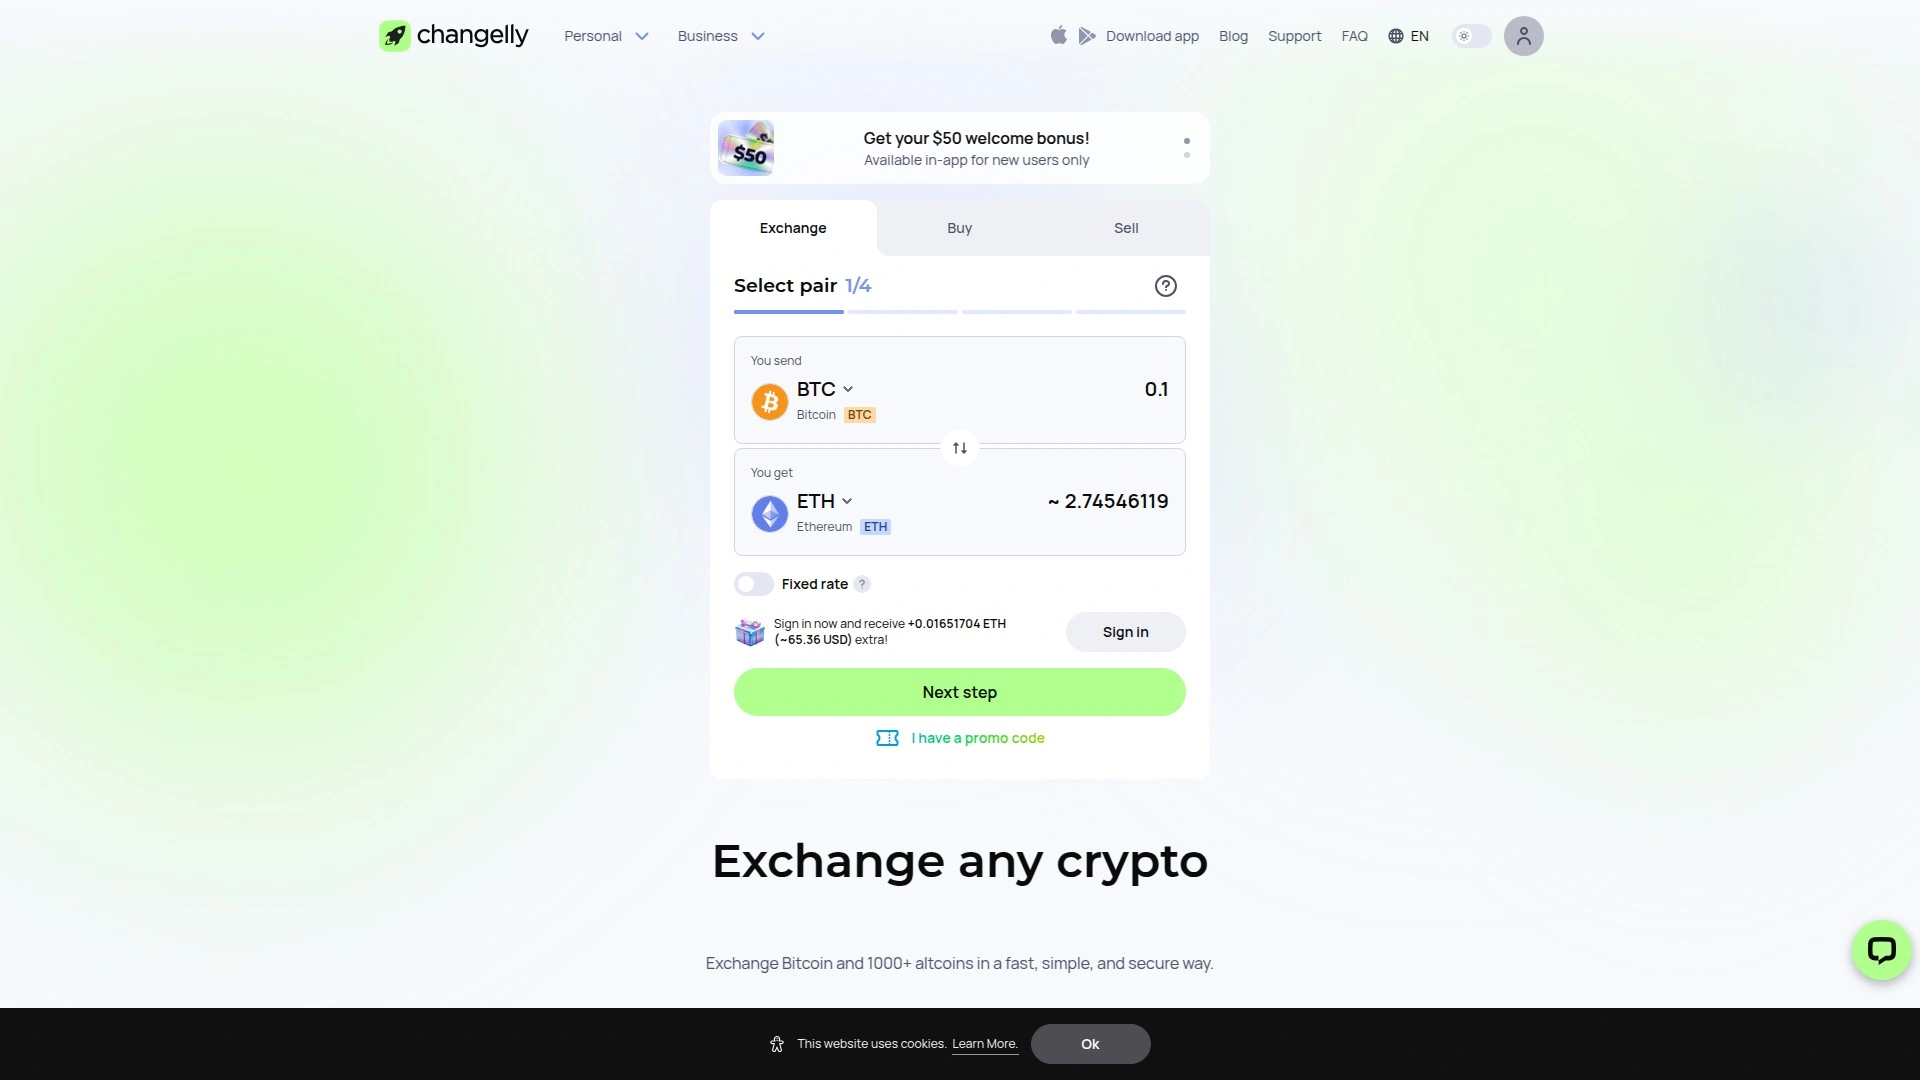 changelly
Personal
Business
Download app
Blog
Support
FAQ
EN
$50
Get your $50 welcome bonus!
Available in-app for new users only
Exchange
Buy
Sell
Select pair 1/4
?
You send
BTC
0.1
Bitcoin BTC
You get
ETH
~ 2.74546119
Ethereum ETH
Fixed rate ?
Sign in now and receive +0.01651704 ETH
(~65.36 USD) extra!
Sign in
Next step
I have a promo code
Exchange any crypto
Exchange Bitcoin and 1000+ altcoins in a fast, simple, and secure way.
This website uses cookies. Learn More.
Ok